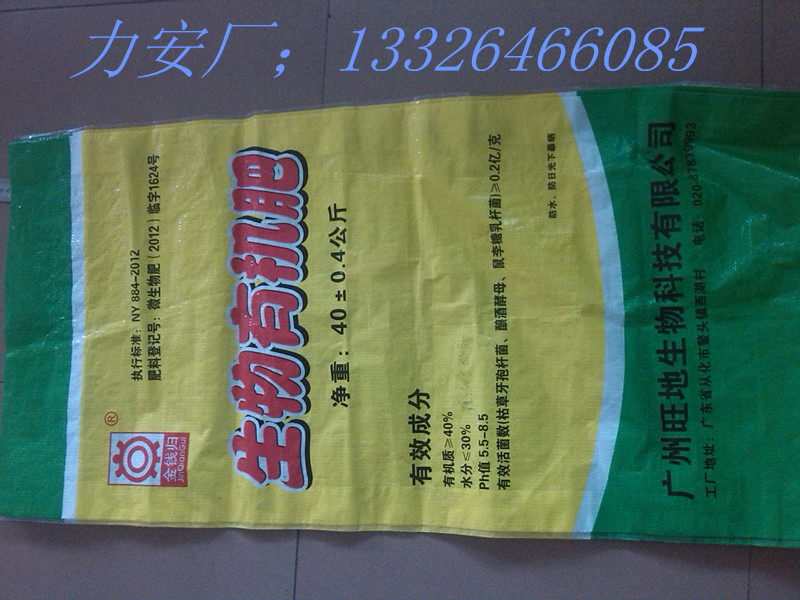 力安厂；13326466085
执行标准：NY 884-2012
肥料登记号：微生物肥（2012）临字1624号
®
金钱归
JinQianGui
生物有机肥
净重：40±0.4公斤
有效成分
有机质≥40%
水分≤30%
Ph值 5.5-8.5
有效活菌数(枯草牙孢杆菌、酿酒酵母、鼠李糖乳杆菌)≥0.2亿/克
防水、防日光下暴晒
广州旺地生物科技有限公司
工厂地址：广东省从化市鳌头镇西湖村 电话：020-87879993